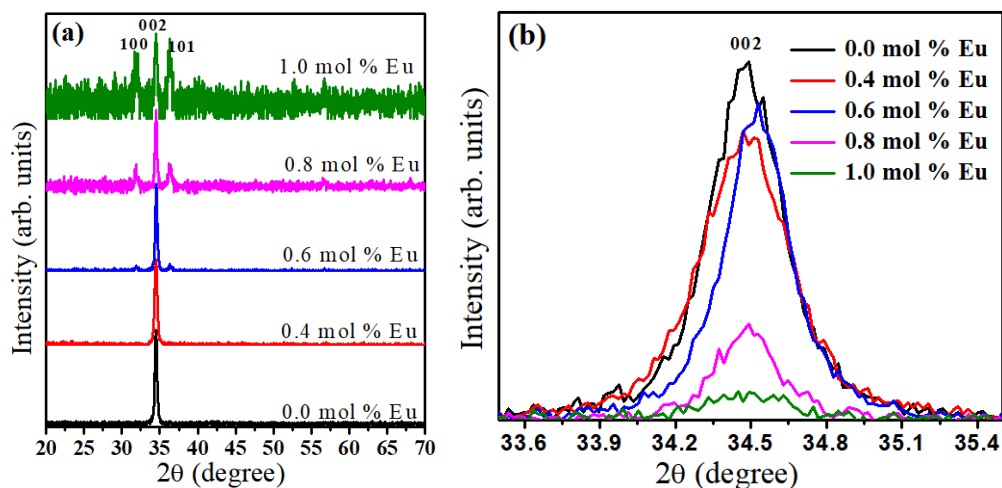 (a)
002
100
101
1.0 mol % Eu
0.8 mol % Eu
0.6 mol % Eu
0.4 mol % Eu
0.0 mol % Eu
Intensity (arb. units)
20 25 30 35 40 45 50 55 60 65 70
2θ (degree)
(b)
002
0.0 mol % Eu
0.4 mol % Eu
0.6 mol % Eu
0.8 mol % Eu
1.0 mol % Eu
Intensity (arb. units)
33.6 33.9 34.2 34.5 34.8 35.1 35.4
2θ (degree)